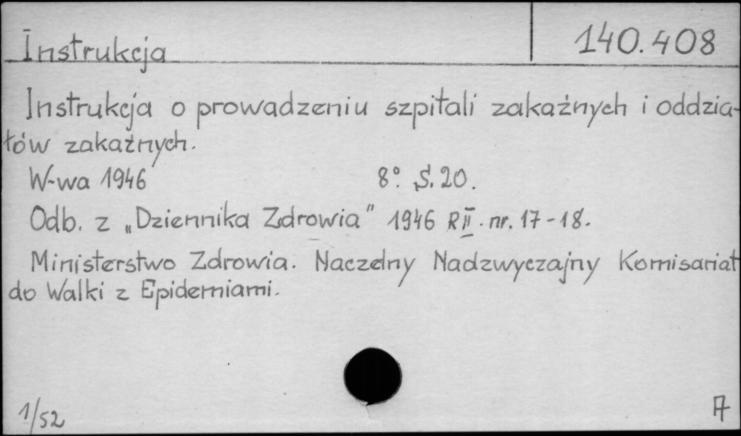 Instrukcja
140.408
Instrukcja o prowadzeniu szpitali zakaźnych i oddzia-
łów zakaźnych.
W-wa 1946 8° S. 20.
Odb. z „Dziennika Zdrowia" 1946 R II. nr. 17-18.
Ministerstwo Zdrowia. Naczelny Nadzwyczajny Komisariat
do Walki z Epidemiami.
1/52
A